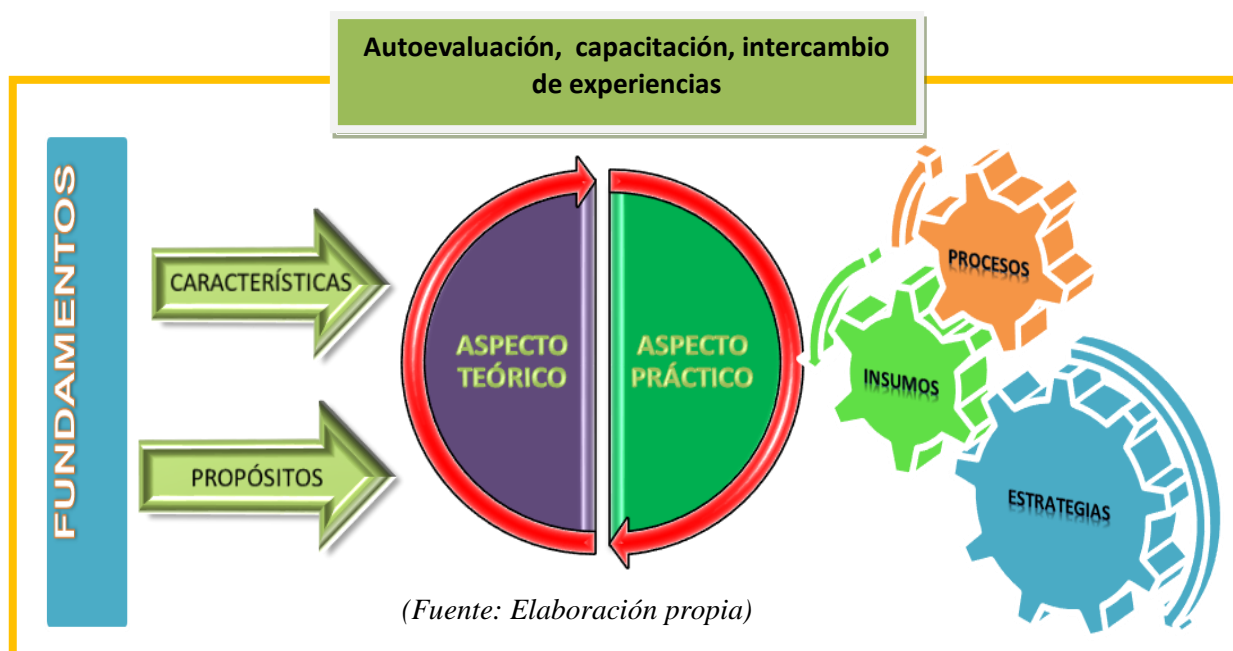 Autoevaluación, capacitación, intercambio
de experiencias
FUNDAMENTOS
CARACTERÍSTICAS
PROPÓSITOS
ASPECTO
TEÓRICO
ASPECTO
PRÁCTICO
PROCESOS
INSUMOS
ESTRATEGIAS
(Fuente: Elaboración propia)